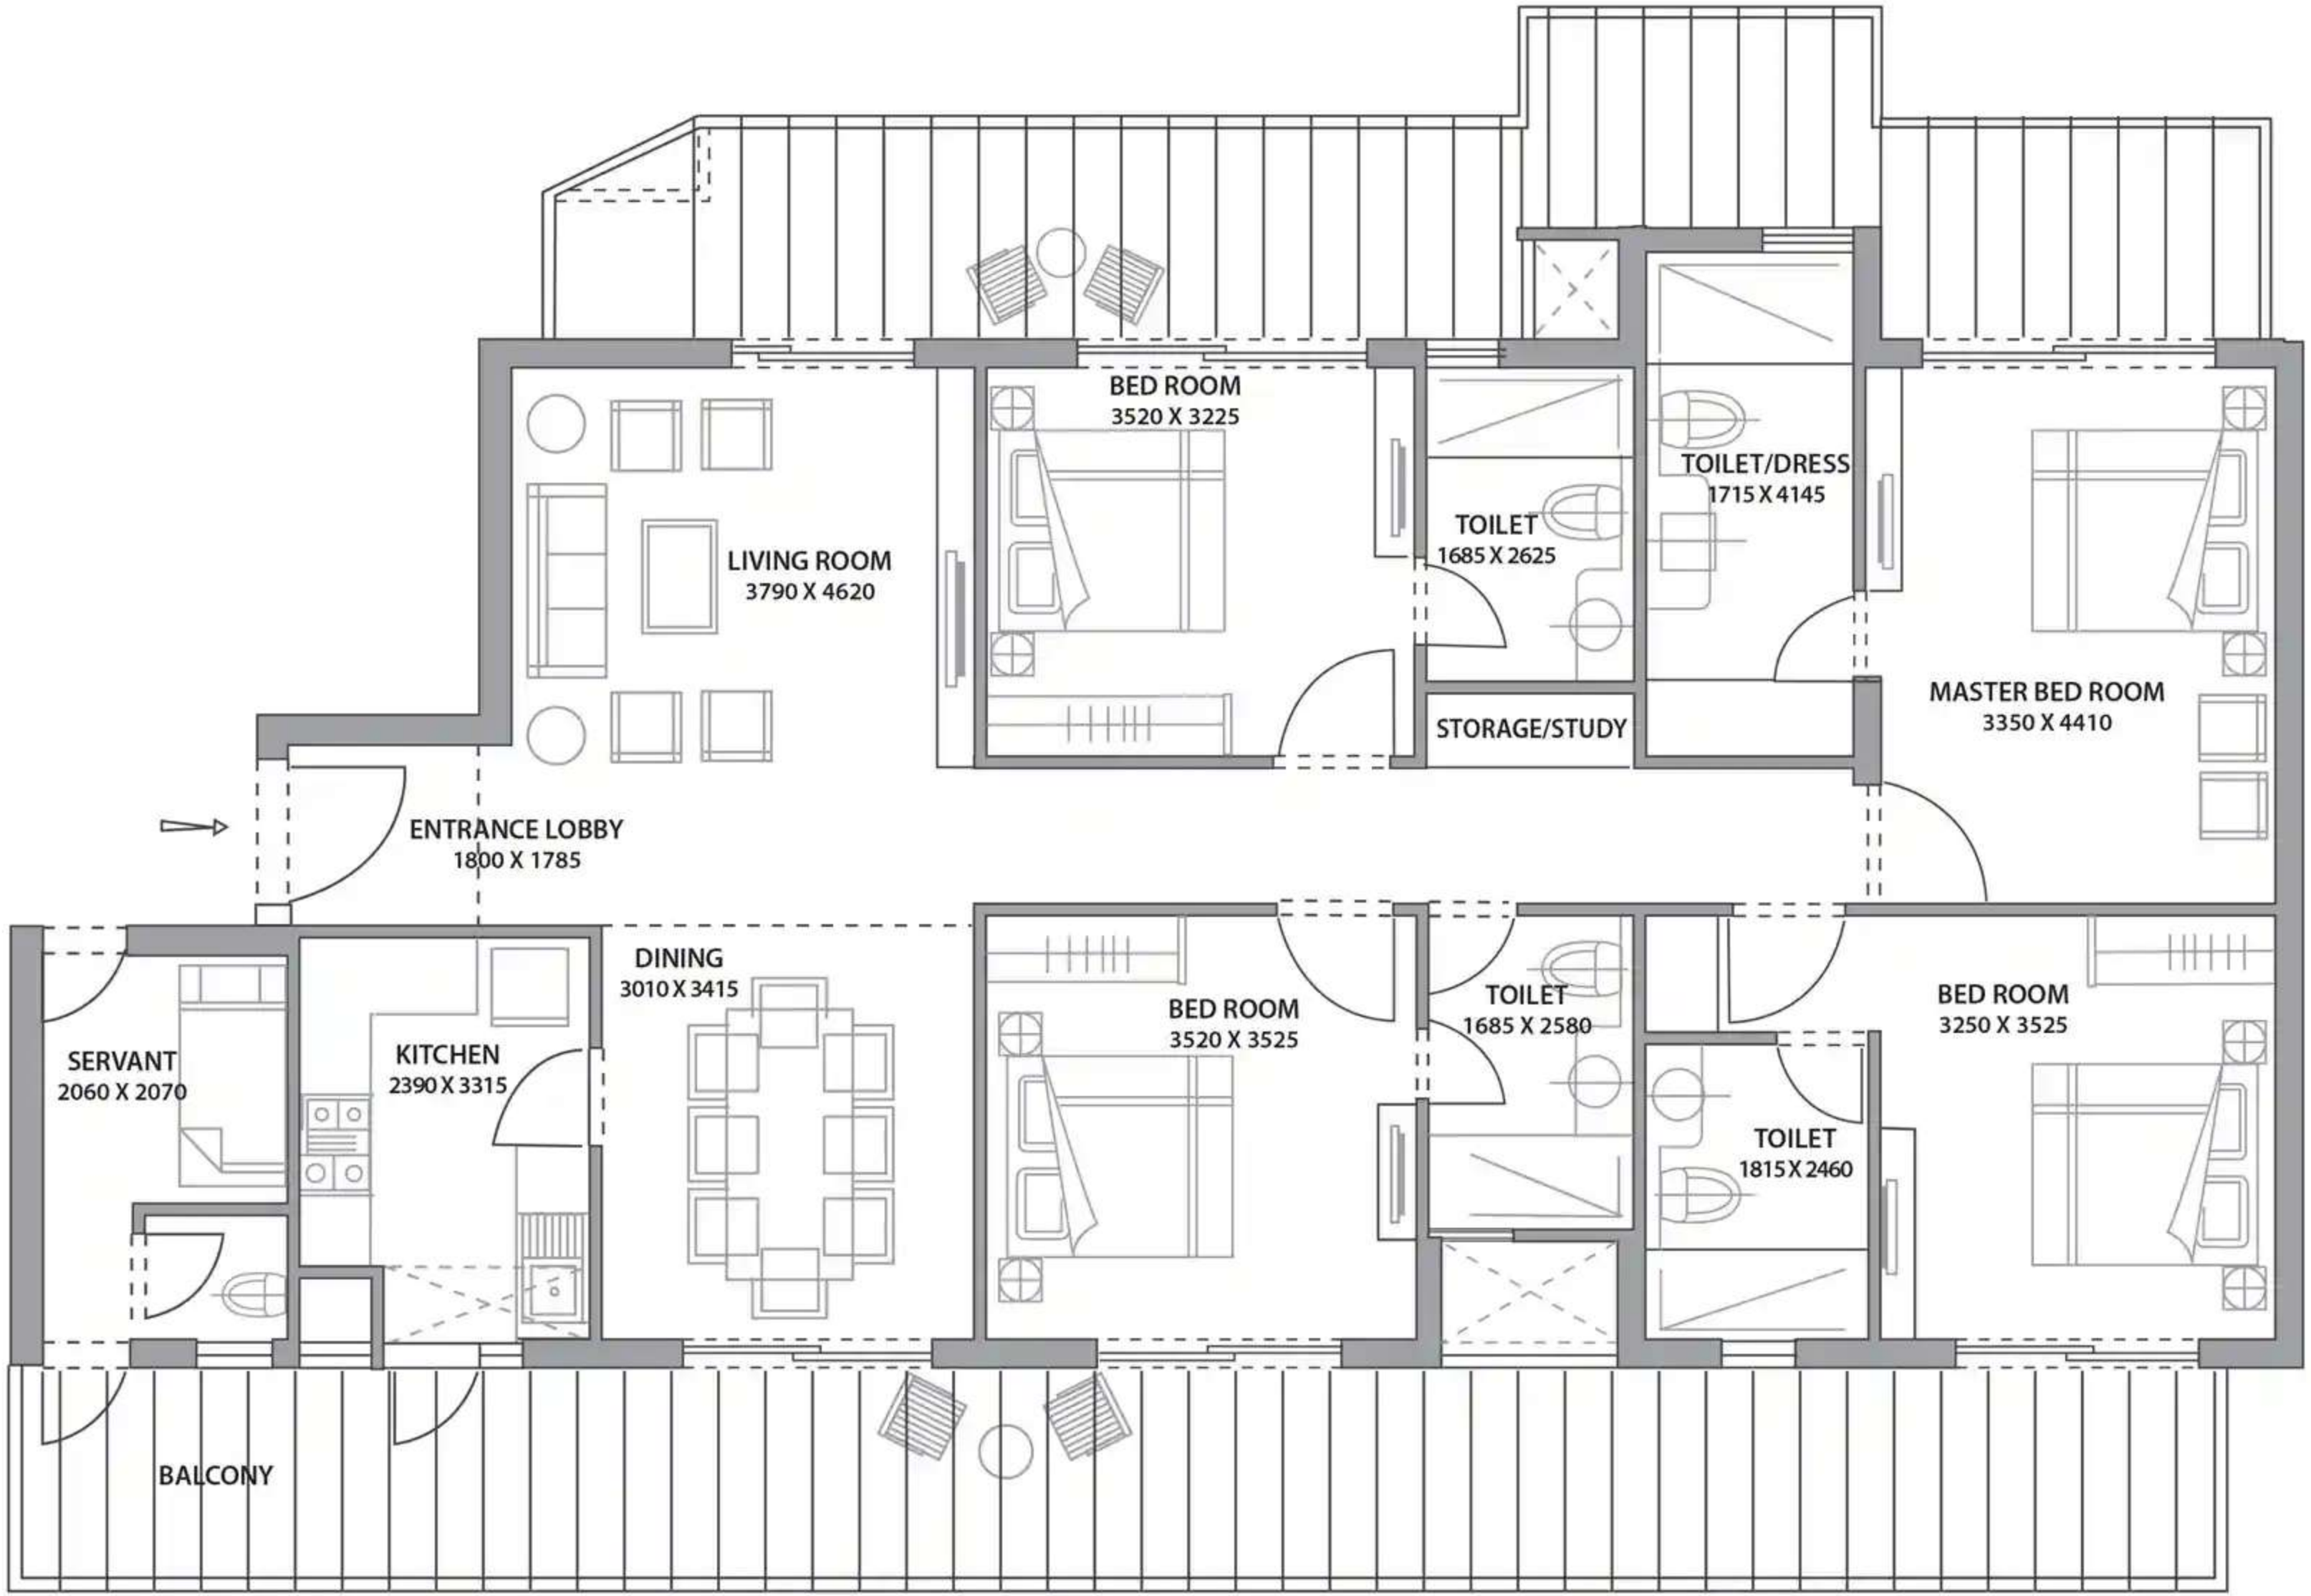 BED ROOM
3520 X 3225
TOILET/DRESS
1715 X 4145
TOILET
1685 X 2625
LIVING ROOM
3790 X 4620
MASTER BED ROOM
3350 X 4410
STORAGE/STUDY
ENTRANCE LOBBY
1800 X 1785
DINING
3010 X 3415
BED ROOM
3520 X 3525
TOILET
1685 X 2580
BED ROOM
3250 X 3525
SERVANT
2060 X 2070
KITCHEN
2390 X 3315
TOILET
1815 X 2460
BALCONY